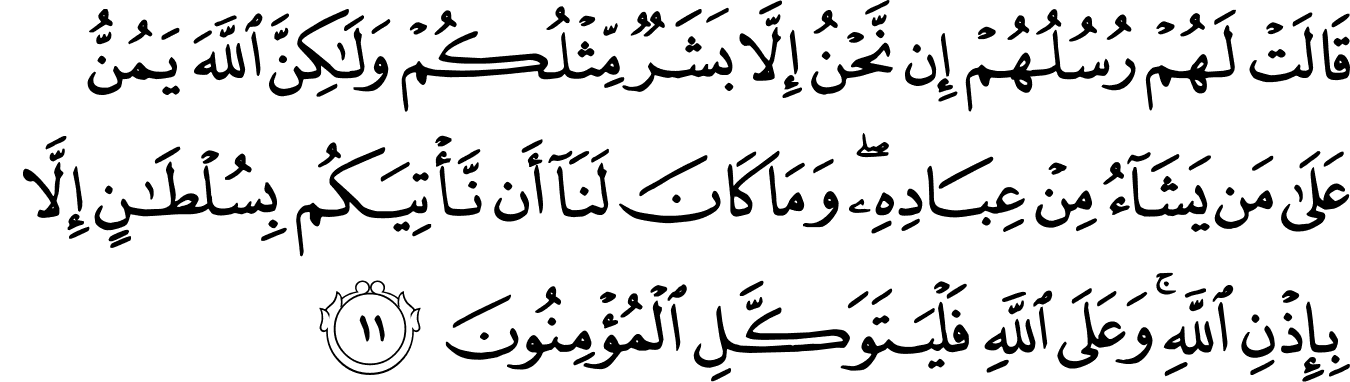 قَالَتۡ لَهُمۡ رُسُلُهُمۡ إِن نَّحۡنُ إِلَّا بَشَرٞ مِّثۡلُكُمۡ وَلَٰكِنَّ ٱللَّهَ يَمُنُّ
عَلَىٰ مَن يَشَآءُ مِنۡ عِبَادِهِۦۖ وَمَا كَانَ لَنَآ أَن نَّأۡتِيَكُم بِسُلۡطَٰنٍ إِلَّا
بِإِذۡنِ ٱللَّهِۚ وَعَلَى ٱللَّهِ فَلۡيَتَوَكَّلِ ٱلۡمُؤۡمِنُونَ ١١